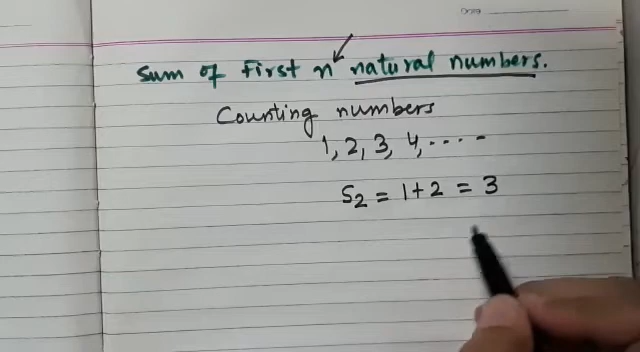 Sum of First n natural numbers.
Counting numbers
1, 2, 3, 4, ....-
S2 = 1+2 = 3